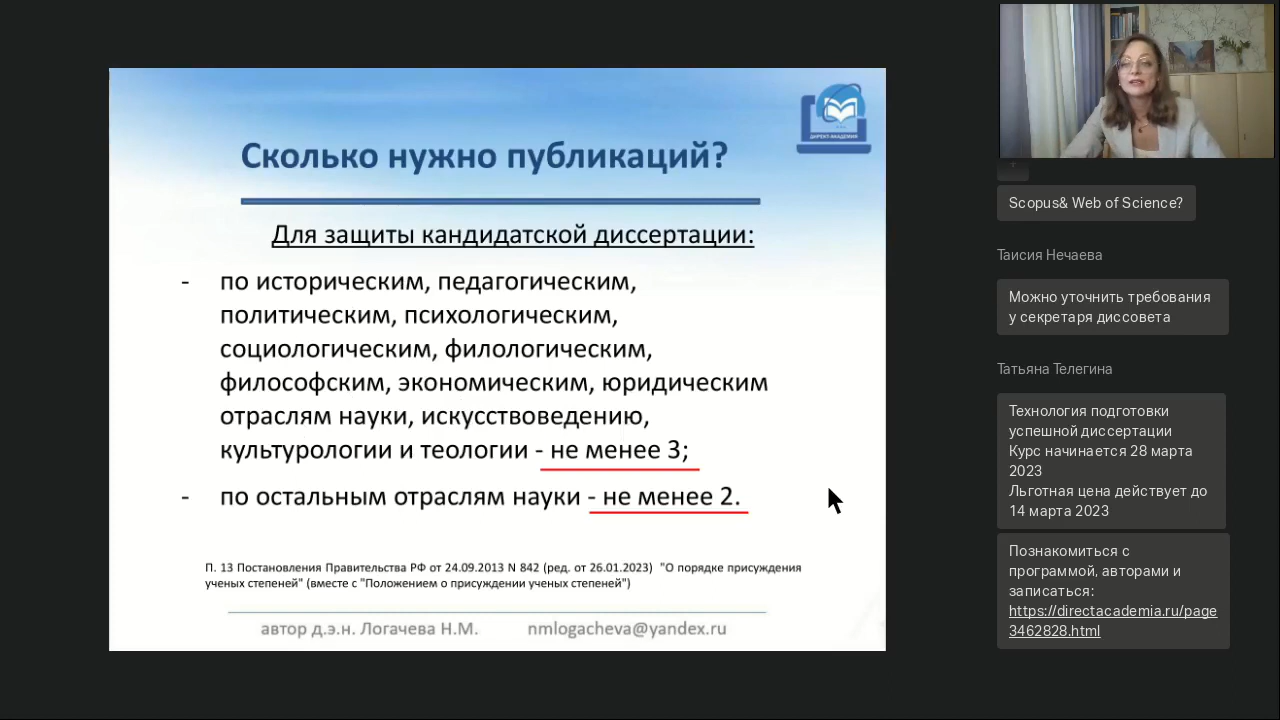 ДИРЕКТ-АКАДЕМИЯ
Сколько нужно публикаций?
Для защиты кандидатской диссертации:
- по историческим, педагогическим,
политическим, психологическим,
социологическим, филологическим,
философским, экономическим, юридическим
отраслям науки, искусствоведению,
культурологии и теологии - не менее 3;
- по остальным отраслям науки - не менее 2.
П. 13 Постановления Правительства РФ от 24.09.2013 N 842 (ред. от 26.01.2023) "О порядке присуждения
ученых степеней" (вместе с "Положением о присуждении ученых степеней")
автор д.э.н. Логачева Н.М. nmlogacheva@yandex.ru
+
Scopus& Web of Science?
Таисия Нечаева
Можно уточнить требования
у секретаря диссовета
Татьяна Телегина
Технология подготовки
успешной диссертации
Курс начинается 28 марта
2023
Льготная цена действует до
14 марта 2023
Познакомиться с
программой, авторами и
записаться:
https://directacademia.ru/page
3462828.html